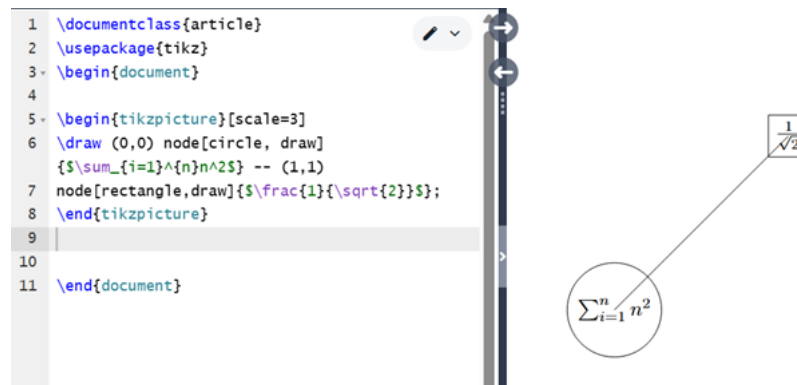 1 \documentclass{article}
2 \usepackage{tikz}
3 \begin{document}
4
5 \begin{tikzpicture}[scale=3]
6 \draw (0,0) node[circle, draw]
{$\sum_{i=1}^{n}n^2$} -- (1,1)
7 node[rectangle,draw]{$\frac{1}{\sqrt{2}}$};
8 \end{tikzpicture}
9
10
11 \end{document}
1
√2
∑ⁿᵢ₌₁ n²